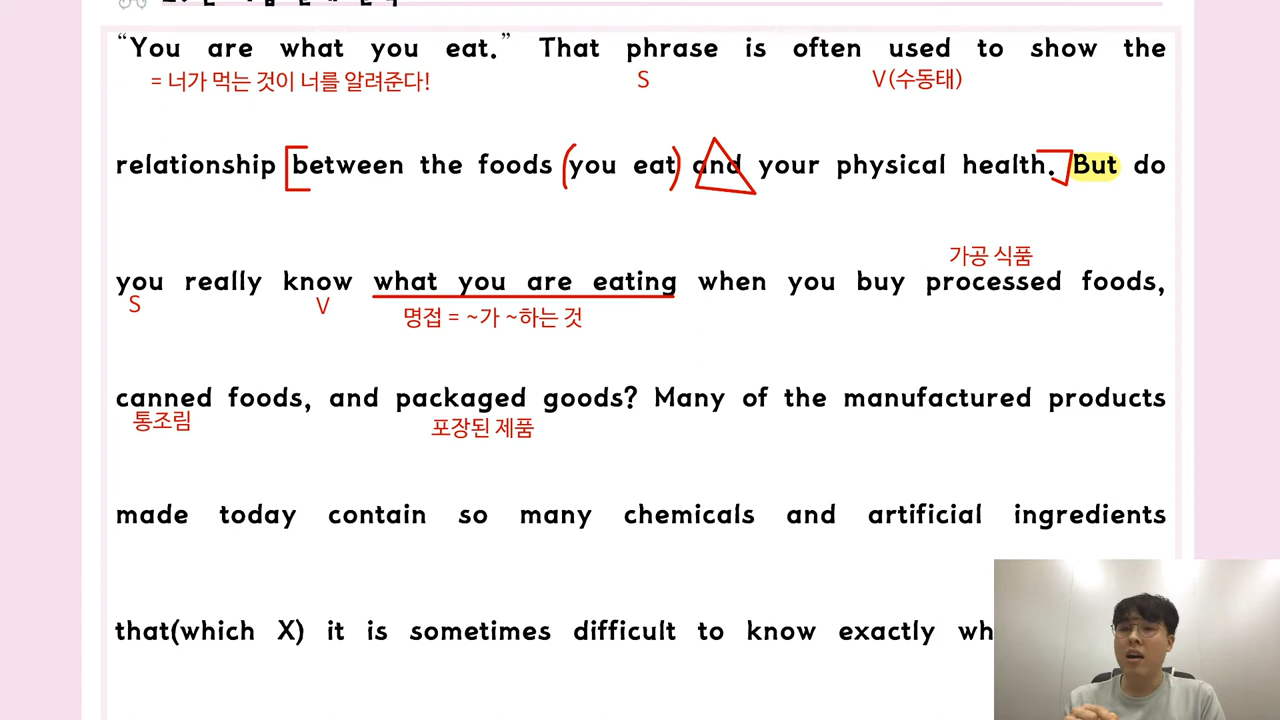 “You are what you eat.” That phrase is often used to show the
= 너가 먹는 것이 너를 알려준다! S V(수동태)
relationship [between the foods (you eat) and your physical health.] But do
가공 식품
you really know what you are eating when you buy processed foods,
S V 명접 = ~가 ~하는 것
canned foods, and packaged goods? Many of the manufactured products
통조림 포장된 제품
made today contain so many chemicals and artificial ingredients
that(which X) it is sometimes difficult to know exactly